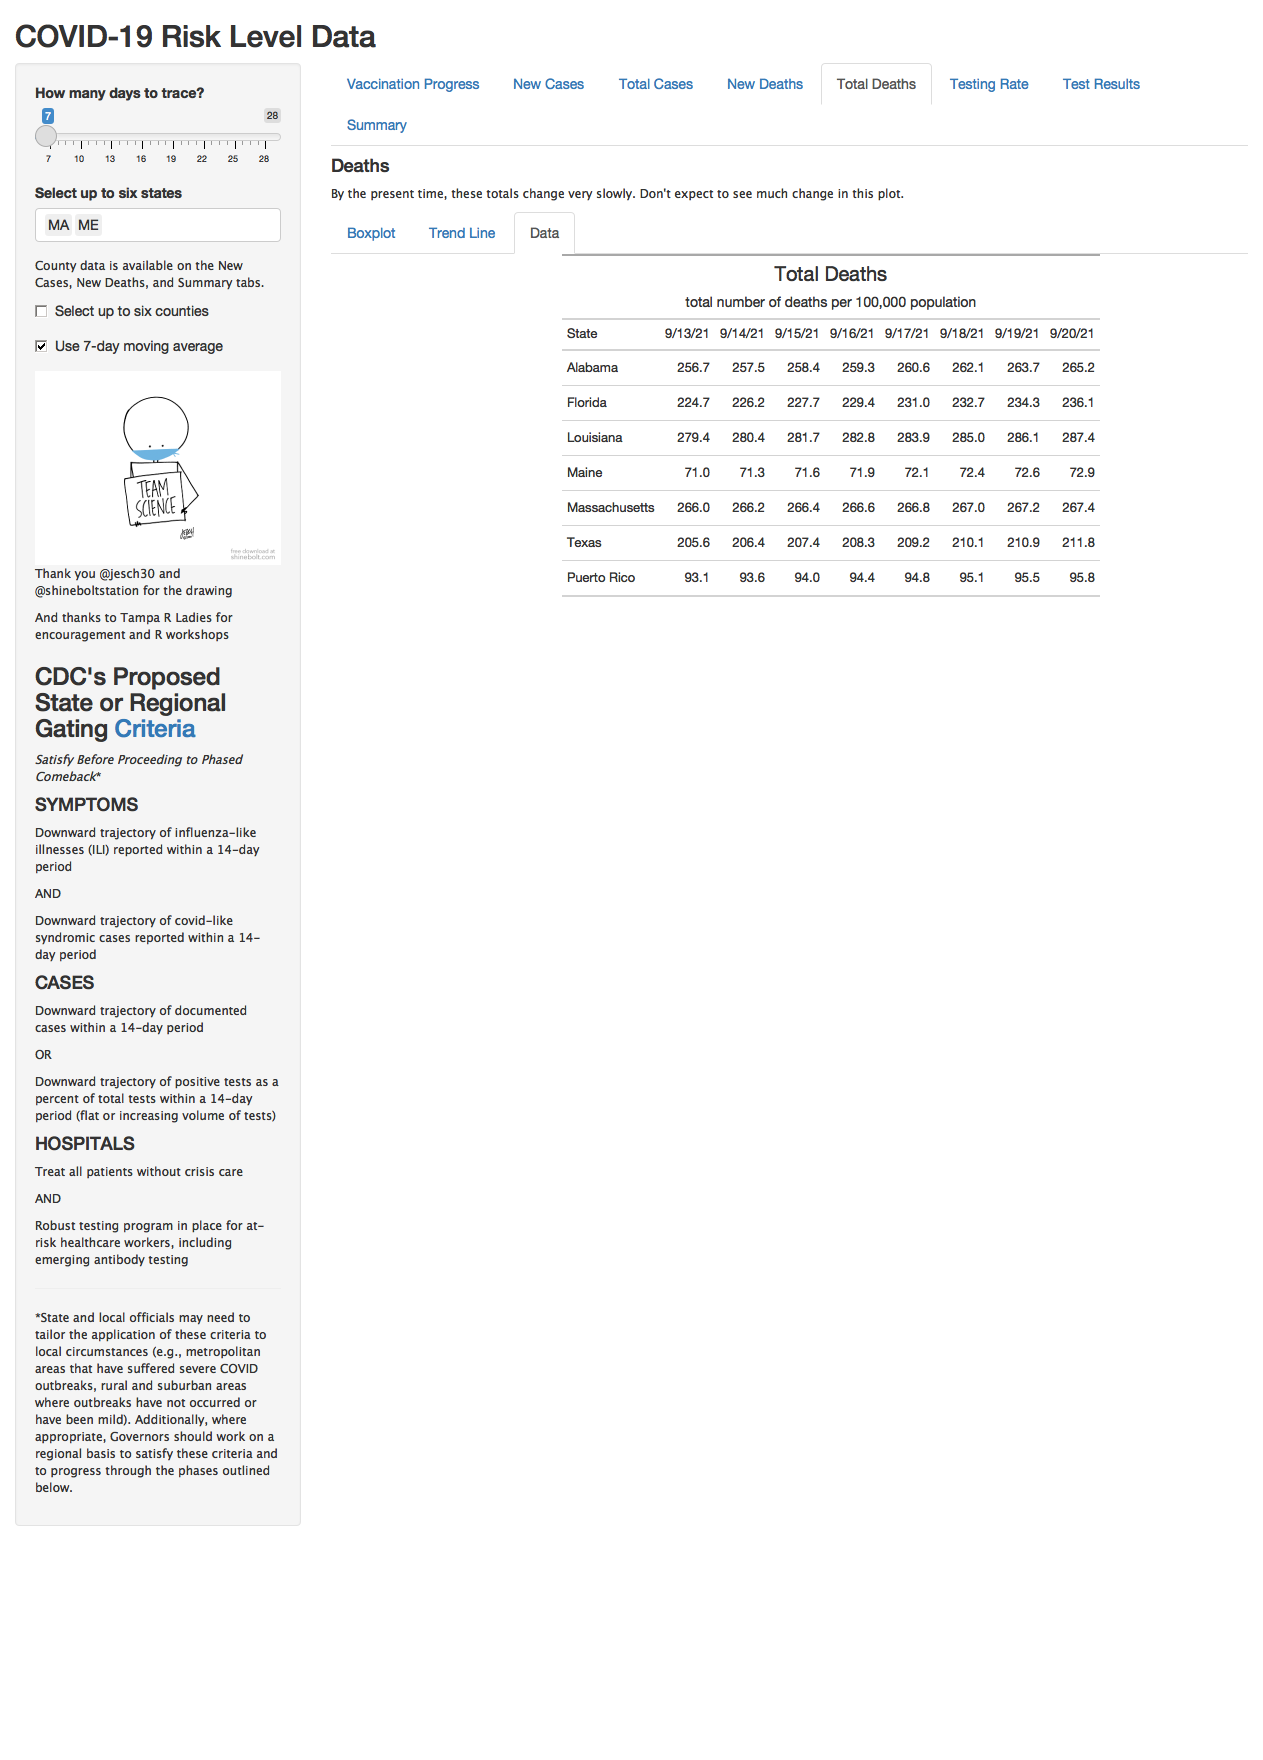 COVID-19 Risk Level Data
How many days to trace?
7 28
7 10 13 16 19 22 25 28
Select up to six states
MA ME
County data is available on the New
Cases, New Deaths, and Summary tabs.
Select up to six counties
Use 7-day moving average
TEAM
SCIENCE
free download at
shinebolt.com
Thank you @jesch30 and
@shineboltstation for the drawing
And thanks to Tampa R Ladies for
encouragement and R workshops
CDC's Proposed
State or Regional
Gating Criteria
Satisfy Before Proceeding to Phased
Comeback*
SYMPTOMS
Downward trajectory of influenza-like
illnesses (ILI) reported within a 14-day
period
AND
Downward trajectory of covid-like
syndromic cases reported within a 14-
day period
CASES
Downward trajectory of documented
cases within a 14-day period
OR
Downward trajectory of positive tests as a
percent of total tests within a 14-day
period (flat or increasing volume of tests)
HOSPITALS
Treat all patients without crisis care
AND
Robust testing program in place for at-
risk healthcare workers, including
emerging antibody testing
*State and local officials may need to
tailor the application of these criteria to
local circumstances (e.g., metropolitan
areas that have suffered severe COVID
outbreaks, rural and suburban areas
where outbreaks have not occurred or
have been mild). Additionally, where
appropriate, Governors should work on a
regional basis to satisfy these criteria and
to progress through the phases outlined
below.
Vaccination Progress New Cases Total Cases New Deaths Total Deaths Testing Rate Test Results
Summary
Deaths
By the present time, these totals change very slowly. Don't expect to see much change in this plot.
Boxplot Trend Line Data
Total Deaths
total number of deaths per 100,000 population
State 9/13/21 9/14/21 9/15/21 9/16/21 9/17/21 9/18/21 9/19/21 9/20/21
Alabama 256.7 257.5 258.4 259.3 260.6 262.1 263.7 265.2
Florida 224.7 226.2 227.7 229.4 231.0 232.7 234.3 236.1
Louisiana 279.4 280.4 281.7 282.8 283.9 285.0 286.1 287.4
Maine 71.0 71.3 71.6 71.9 72.1 72.4 72.6 72.9
Massachusetts 266.0 266.2 266.4 266.6 266.8 267.0 267.2 267.4
Texas 205.6 206.4 207.4 208.3 209.2 210.1 210.9 211.8
Puerto Rico 93.1 93.6 94.0 94.4 94.8 95.1 95.5 95.8